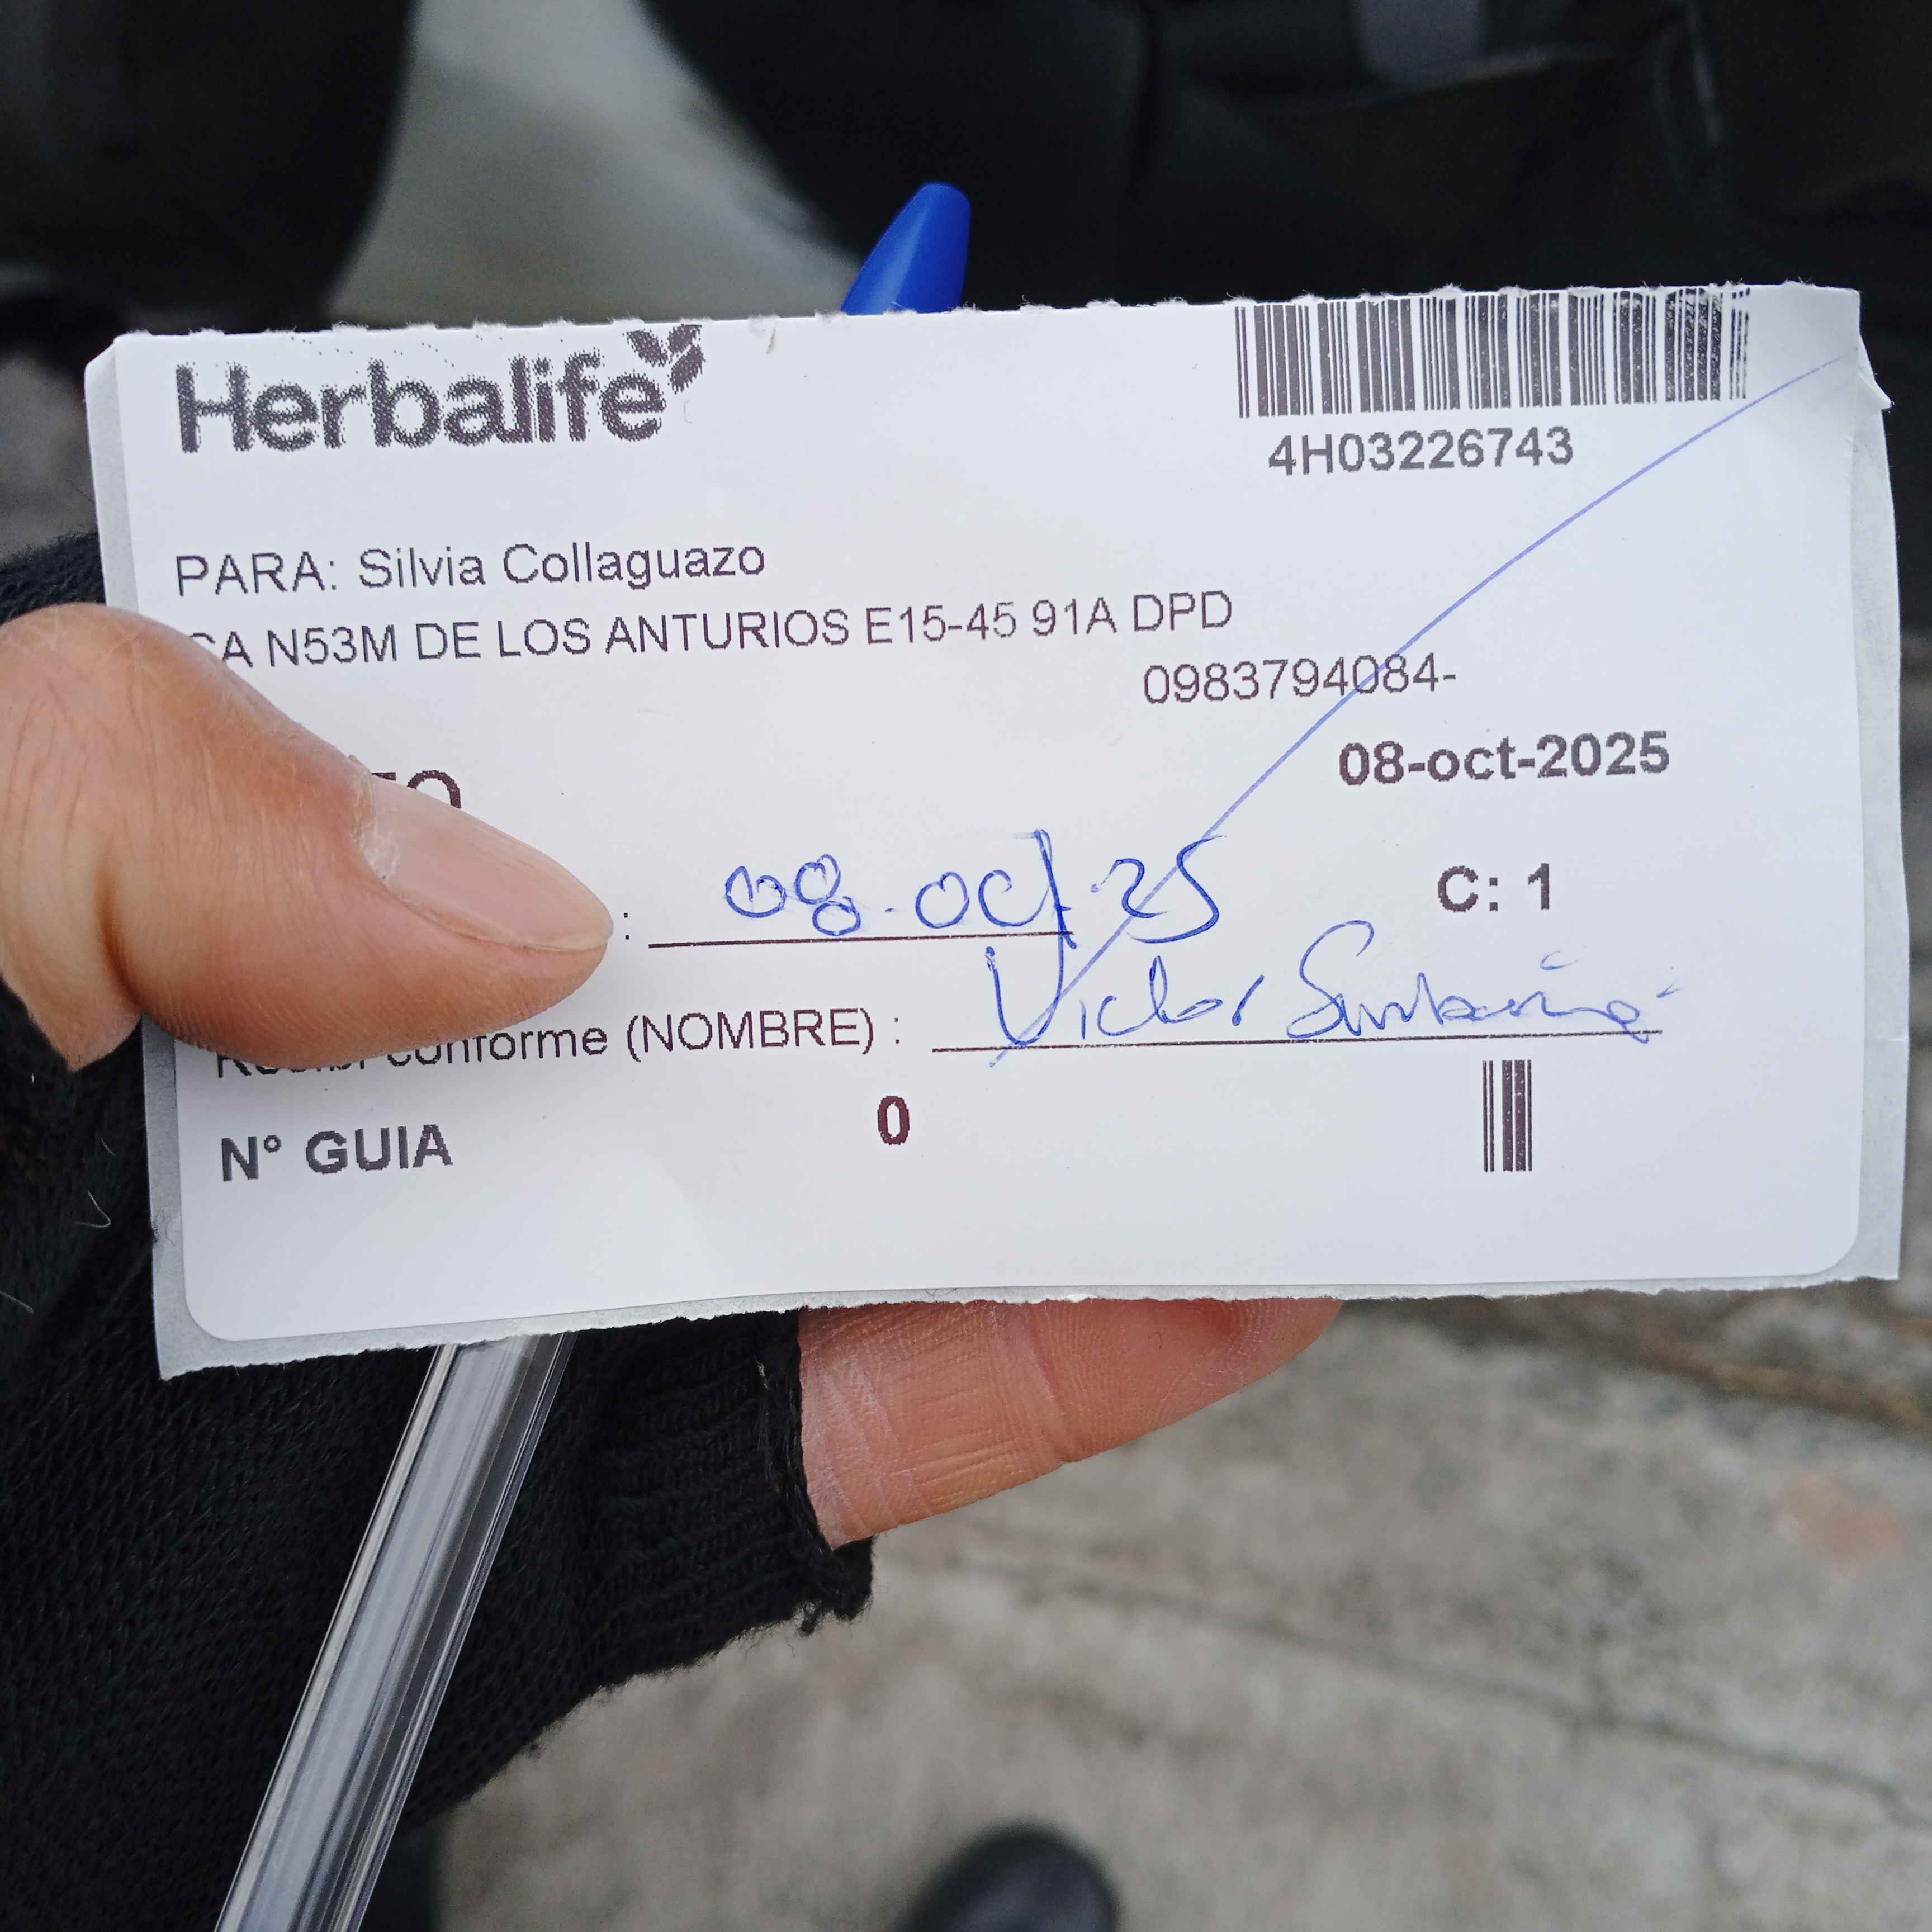 Herbalife
4H03226743
PARA: Silvia Collaguazo
N53M DE LOS ANTURIOS E15-45 91A DPD
0983794084-
08-oct-2025
: 08.oct.25
C: 1
conforme (NOMBRE) : Victor
N° GUIA 0